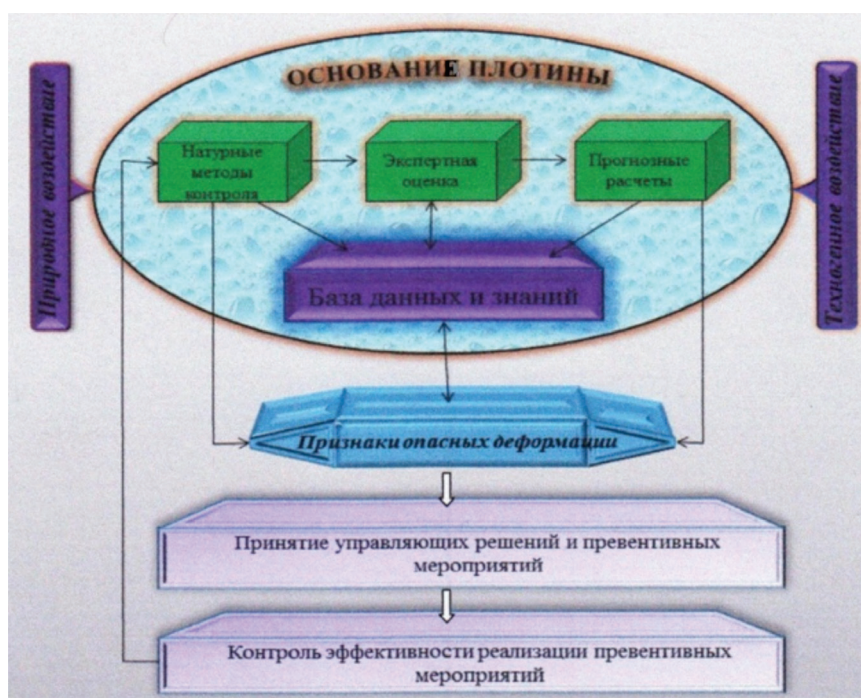 ОСНОВАНИЕ ПЛОТИНЫ
Природное воздействие
Техногенное воздействие
Натурные
методы
контроля
Экспертная
оценка
Прогнозные
расчеты
База данных и знаний
Признаки опасных деформации
Принятие управляющих решений и превентивных
мероприятий
Контроль эффективности реализации превентивных
мероприятий